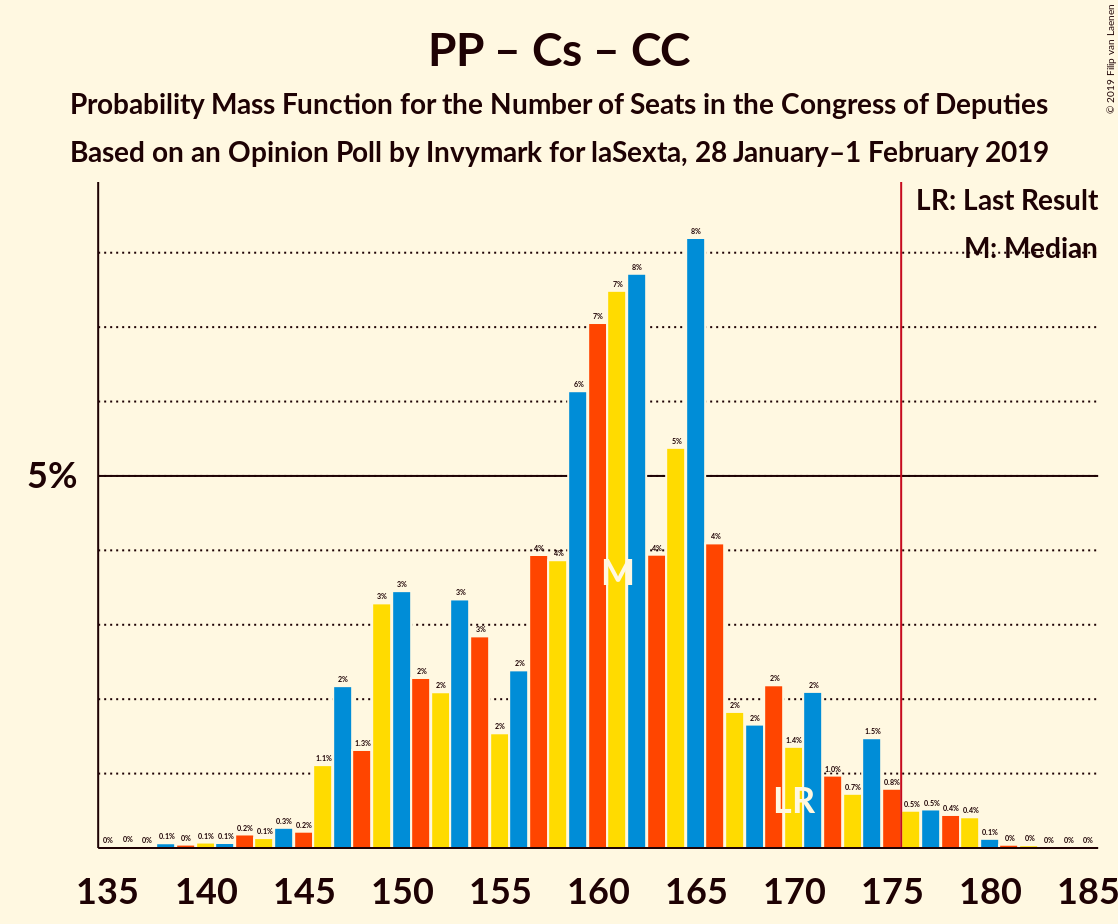 PP – Cs – CC
Probability Mass Function for the Number of Seats in the Congress of Deputies
Based on an Opinion Poll by Invymark for laSexta, 28 January–1 February 2019
© 2019 Filip van Laenen
LR: Last Result
M: Median
5%
0% 0% 0% 0.1% 0% 0.1% 0.1% 0.2% 0.1% 0.3% 0.2% 1.1% 2% 1.3% 3% 3% 2% 2% 3% 3% 2% 2% 4% 4% 6% 7% 7% 8% 4% 5% 8% 4% 2% 2% 2% 1.4% 2% 1.0% 0.7% 1.5% 0.8% 0.5% 0.5% 0.4% 0.4% 0.1% 0% 0% 0% 0% 0%
M
LR
135 140 145 150 155 160 165 170 175 180 185